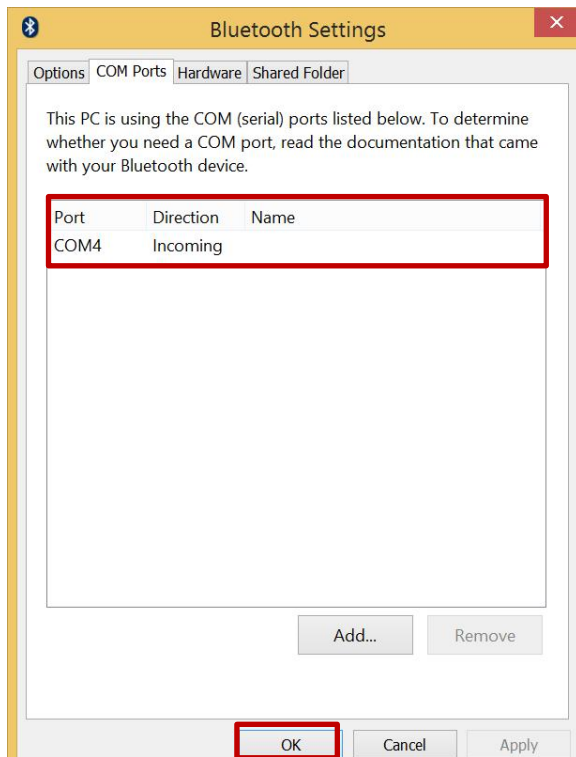 Bluetooth Settings
Options COM Ports Hardware Shared Folder
This PC is using the COM (serial) ports listed below. To determine
whether you need a COM port, read the documentation that came
with your Bluetooth device.
Port Direction Name
COM4 Incoming
Add... Remove
OK Cancel Apply